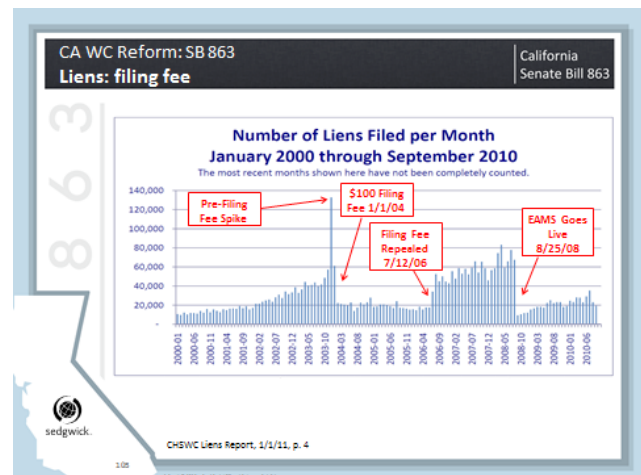 CA WC Reform: SB 863
Liens: filing fee
California
Senate Bill 863
863
Number of Liens Filed per Month
January 2000 through September 2010
The most recent months shown here have not been completely counted.
140,000
120,000
100,000
80,000
60,000
40,000
20,000
-
Pre-Filing
Fee Spike
$100 Filing
Fee 1/1/04
Filing Fee
Repealed
7/12/06
EAMS Goes
Live
8/25/08
2000-01
2000-06
2000-11
2001-04
2001-09
2002-02
2002-07
2002-12
2003-05
2003-10
2004-03
2004-08
2005-01
2005-06
2005-11
2006-04
2006-09
2007-02
2007-07
2007-12
2008-05
2008-10
2009-03
2009-08
2010-01
2010-06
sedgwick.
CHSWC Liens Report, 1/1/11, p. 4